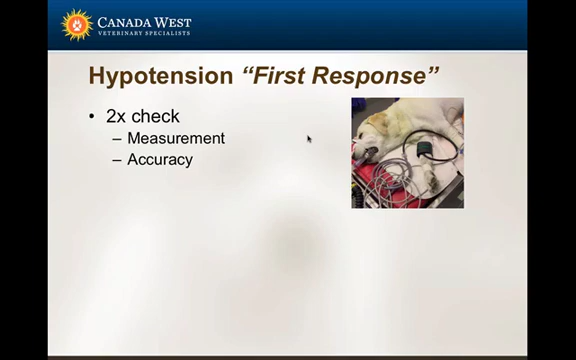 CANADA WEST
VETERINARY SPECIALISTS
Hypotension “First Response”
• 2x check
– Measurement
– Accuracy